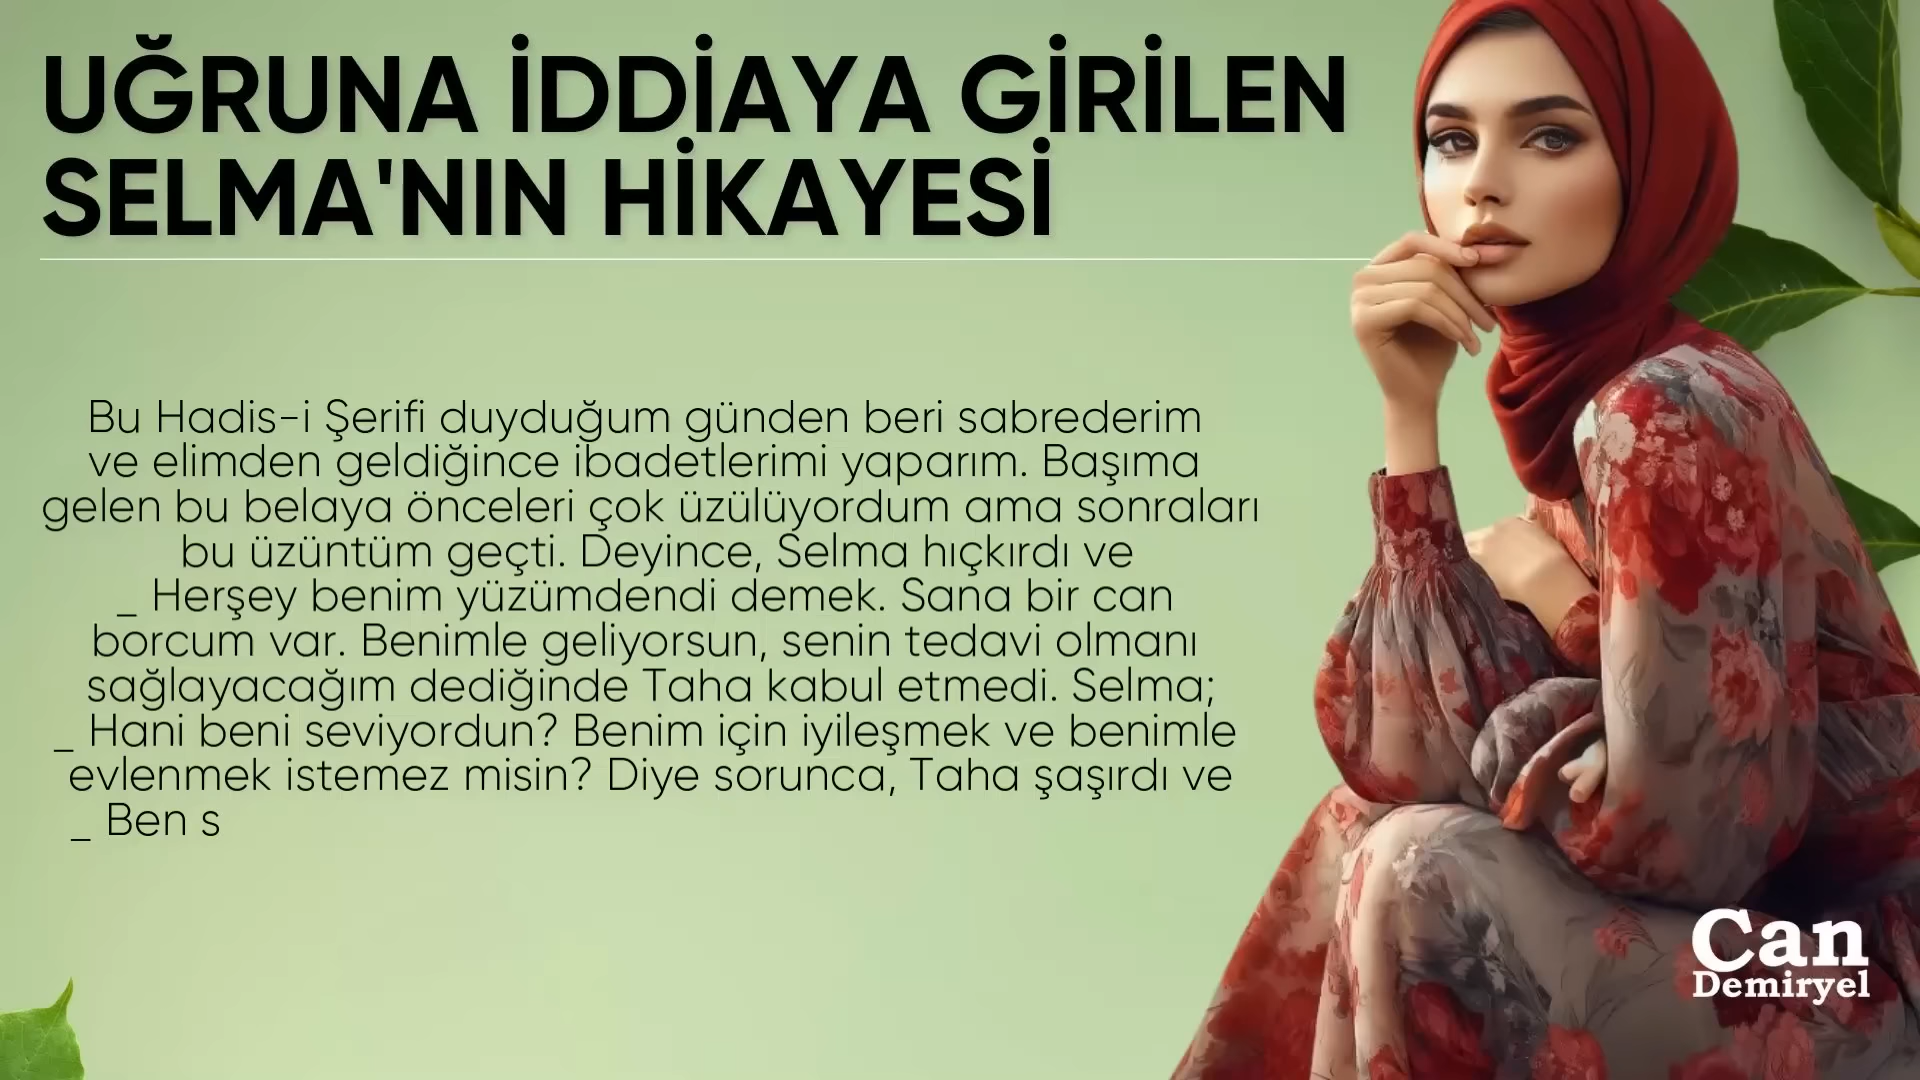 UĞRUNA İDDİAYA GİRİLEN
SELMA'NIN HİKAYESİ
Bu Hadis-i Şerifi duyduğum günden beri sabrederim
ve elimden geldiğince ibadetlerimi yaparım. Başıma
gelen bu belaya önceleri çok üzülüyordum ama sonraları
bu üzüntüm geçti. Deyince, Selma hıçkırdı ve
_ Herşey benim yüzümdendi demek. Sana bir can
borcum var. Benimle geliyorsun, senin tedavi olmanı
sağlayacağım dediğinde Taha kabul etmedi. Selma;
_ Hani beni seviyordun? Benim için iyileşmek ve benimle
evlenmek istemez misin? Diye sorunca, Taha şaşırdı ve
_ Ben s
Can
Demiryel